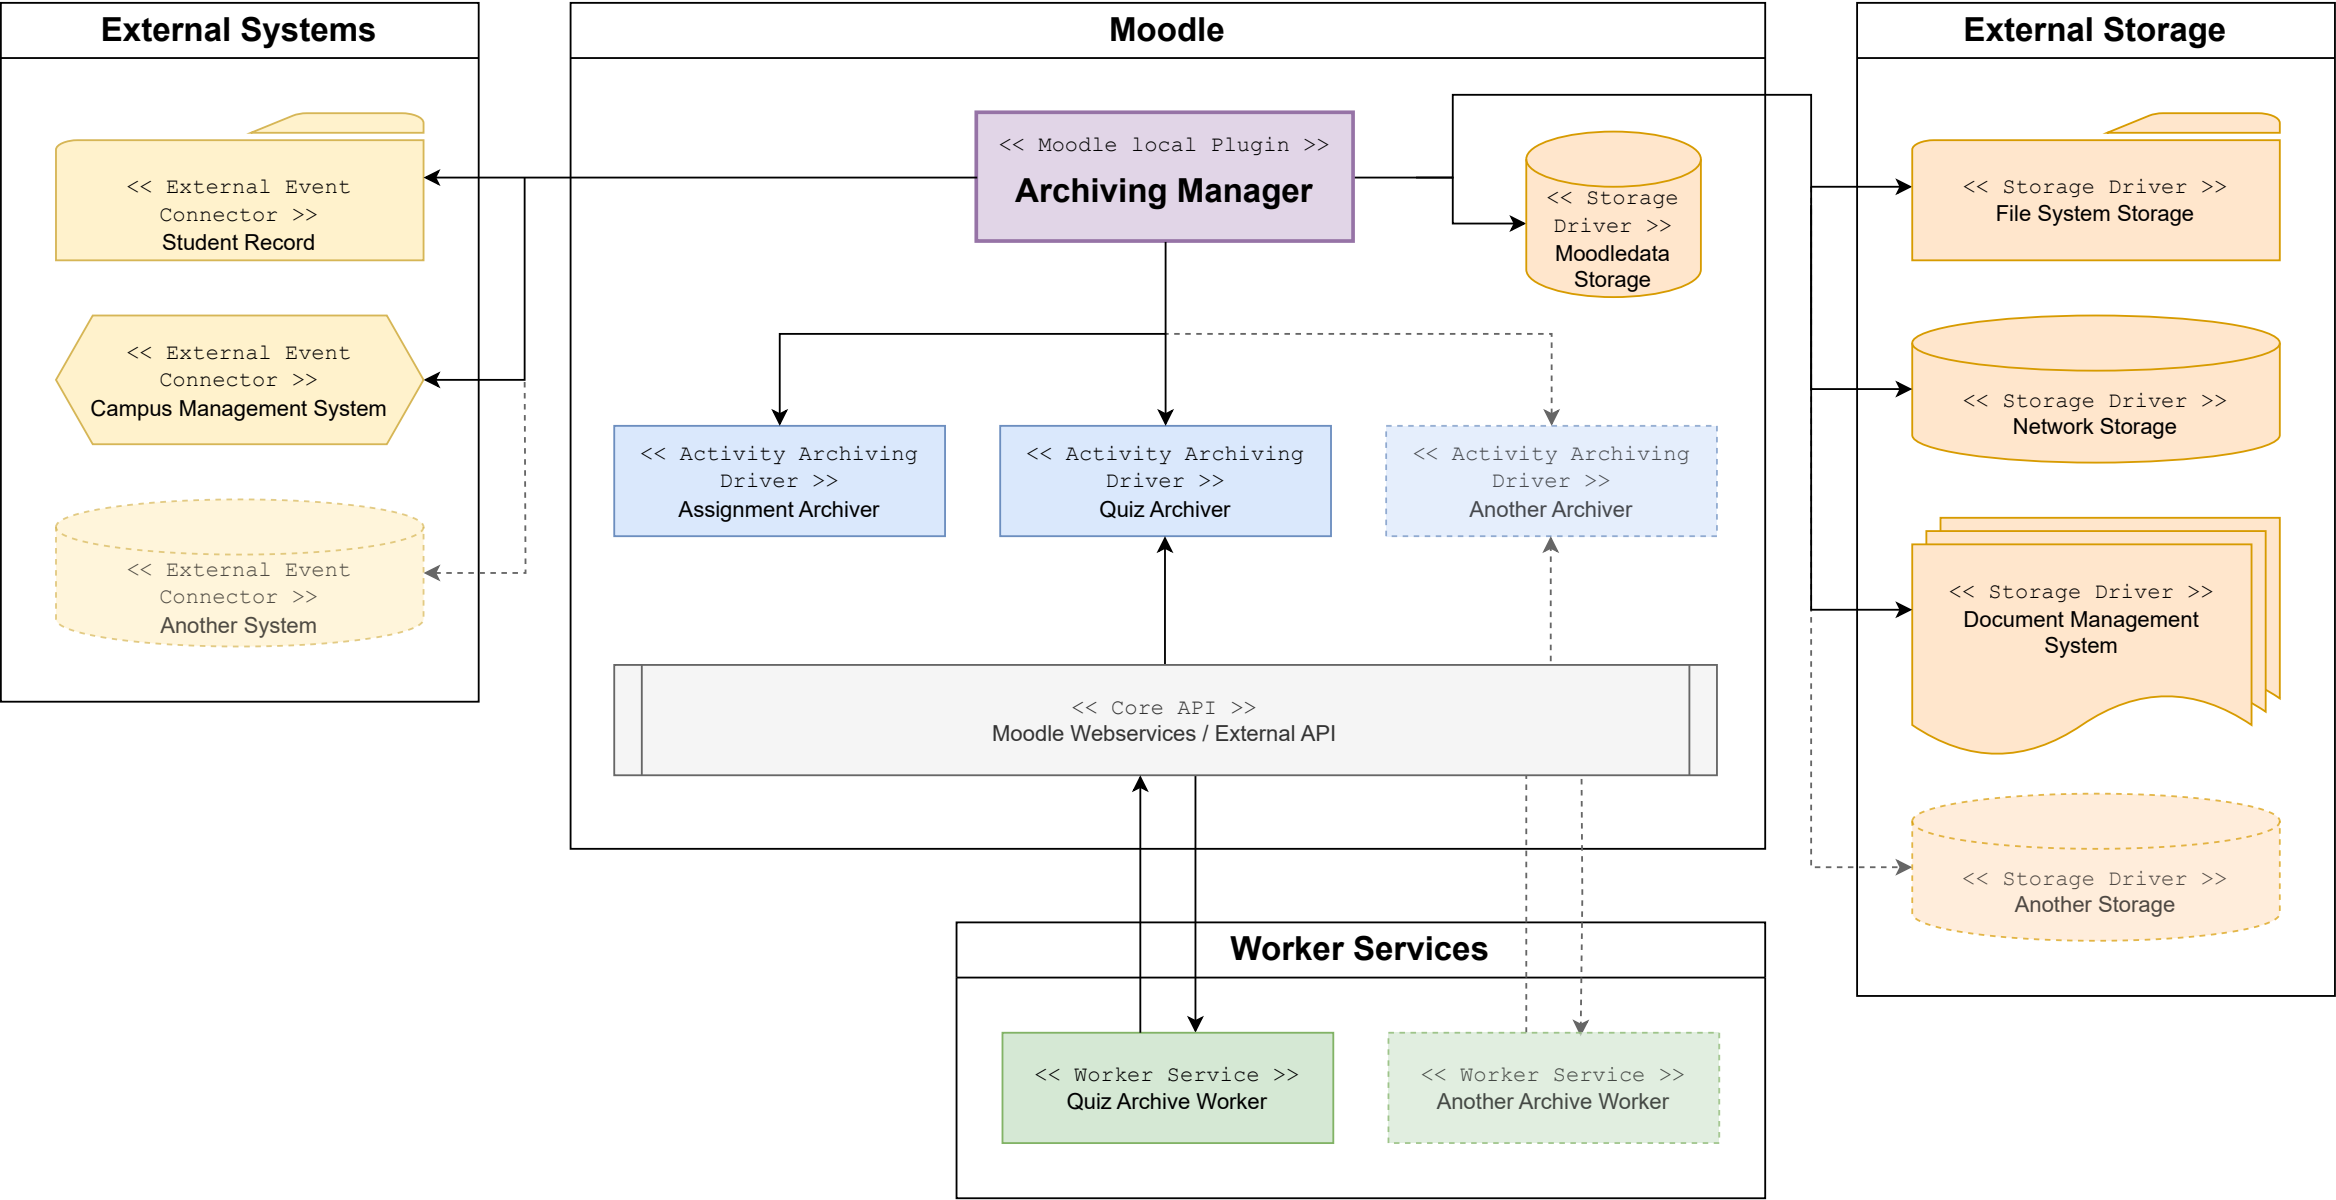 External Systems
<< External Event
Connector >>
Student Record
<< External Event
Connector >>
Campus Management System
<< External Event
Connector >>
Another System
Moodle
<< Moodle local Plugin >>
Archiving Manager
<< Storage
Driver >>
Moodledata
Storage
<< Activity Archiving
Driver >>
Assignment Archiver
<< Activity Archiving
Driver >>
Quiz Archiver
<< Activity Archiving
Driver >>
Another Archiver
<< Core API >>
Moodle Webservices / External API
Worker Services
<< Worker Service >>
Quiz Archive Worker
<< Worker Service >>
Another Archive Worker
External Storage
<< Storage Driver >>
File System Storage
<< Storage Driver >>
Network Storage
<< Storage Driver >>
Document Management
System
<< Storage Driver >>
Another Storage